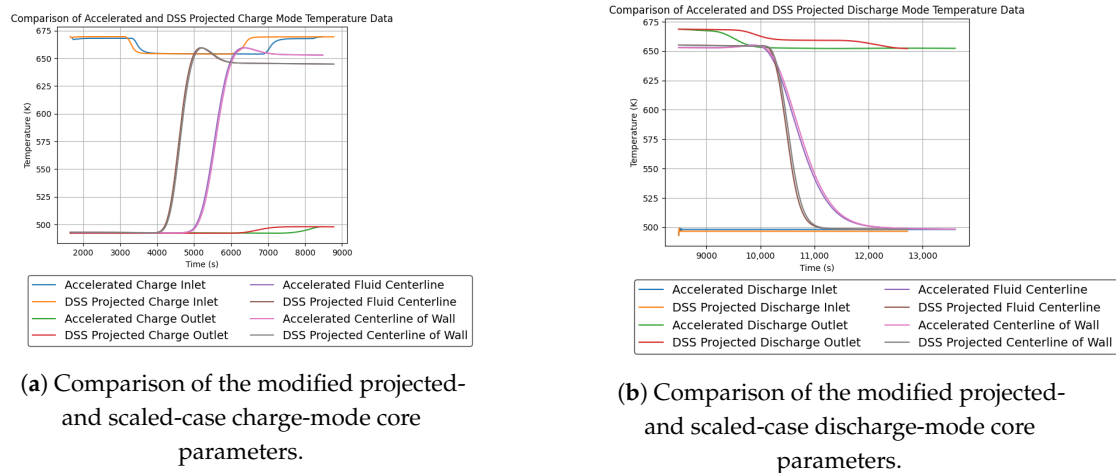 Comparison of Accelerated and DSS Projected Charge Mode Temperature Data
675
650
625
600
575
550
525
500
Temperature (K)
2000 3000 4000 5000 6000 7000 8000 9000
Time (s)
Accelerated Charge Inlet
DSS Projected Charge Inlet
Accelerated Charge Outlet
DSS Projected Charge Outlet
Accelerated Fluid Centerline
DSS Projected Fluid Centerline
Accelerated Centerline of Wall
DSS Projected Centerline of Wall
(a) Comparison of the modified projected-
and scaled-case charge-mode core
parameters.
Comparison of Accelerated and DSS Projected Discharge Mode Temperature Data
675
650
625
600
575
550
525
500
Temperature (K)
9000 10,000 11,000 12,000 13,000
Time (s)
Accelerated Discharge Inlet
DSS Projected Discharge Inlet
Accelerated Discharge Outlet
DSS Projected Discharge Outlet
Accelerated Fluid Centerline
DSS Projected Fluid Centerline
Accelerated Centerline of Wall
DSS Projected Centerline of Wall
(b) Comparison of the modified projected-
and scaled-case discharge-mode core
parameters.